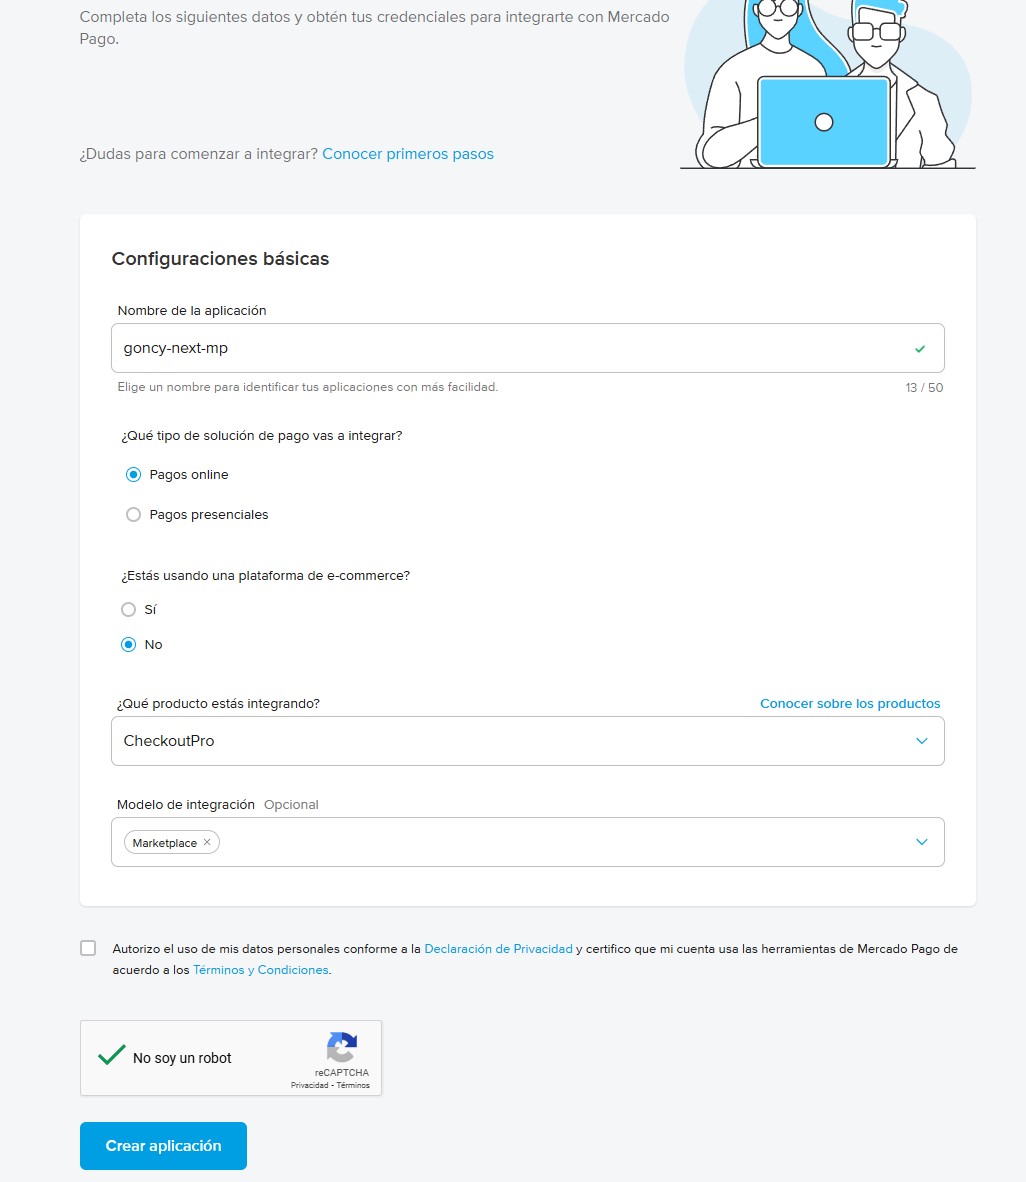 Completa los siguientes datos y obtén tus credenciales para integrarte con Mercado
Pago.
¿Dudas para comenzar a integrar? Conocer primeros pasos
Configuraciones básicas
Nombre de la aplicación
goncy-next-mp
Elige un nombre para identificar tus aplicaciones con más facilidad.
13 / 50
¿Qué tipo de solución de pago vas a integrar?
Pagos online
Pagos presenciales
¿Estás usando una plataforma de e-commerce?
Sí
No
¿Qué producto estás integrando?
Conocer sobre los productos
CheckoutPro
Modelo de integración Opcional
Marketplace
Autorizo el uso de mis datos personales conforme a la Declaración de Privacidad y certifico que mi cuenta usa las herramientas de Mercado Pago de
acuerdo a los Términos y Condiciones.
No soy un robot
reCAPTCHA
Privacidad - Términos
Crear aplicación